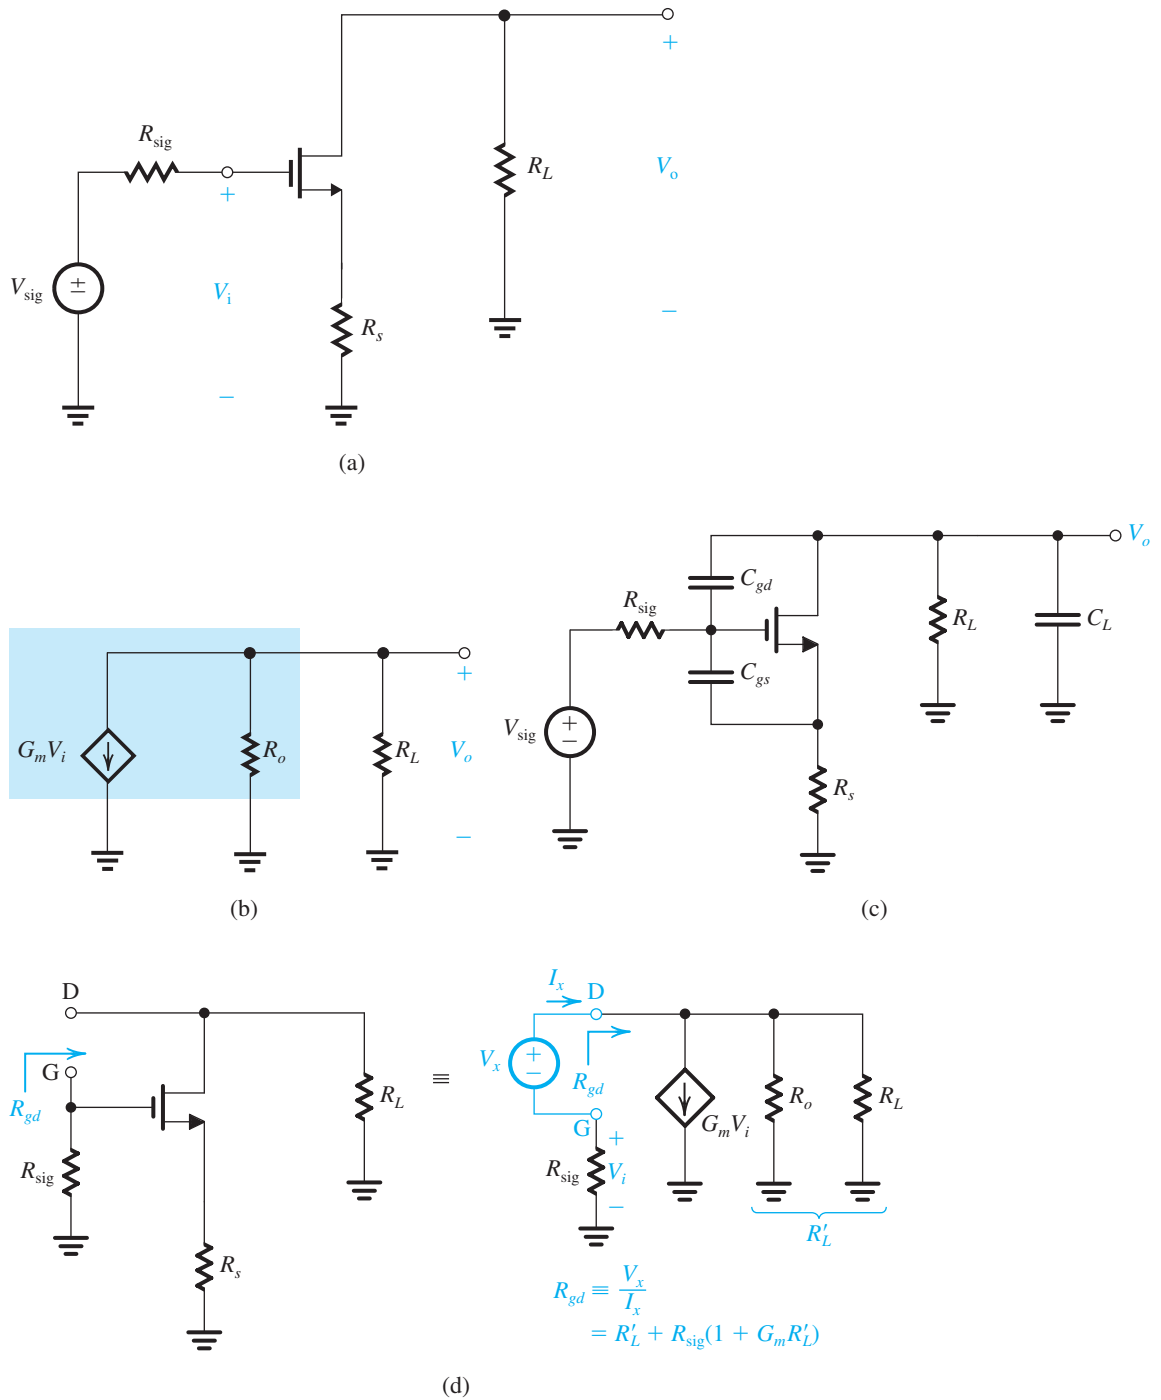 +
R_sig
R_L
V_o
+
V_sig
±
V_i
R_s
−
−
(a)
V_o
C_gd
R_sig
R_L
C_L
C_gs
+
V_sig
+
−
G_mV_i
R_o
R_L
V_o
R_s
−
(b)
(c)
D
I_x
D
G
V_x
+
−
R_gd
R_gd
R_L
≡
G_mV_i
R_o
R_L
G
+
R_sig
R_sig
V_i
−
R′_L
R_s
R_gd ≡ V_x/I_x
= R′_L + R_sig(1 + G_mR′_L)
(d)